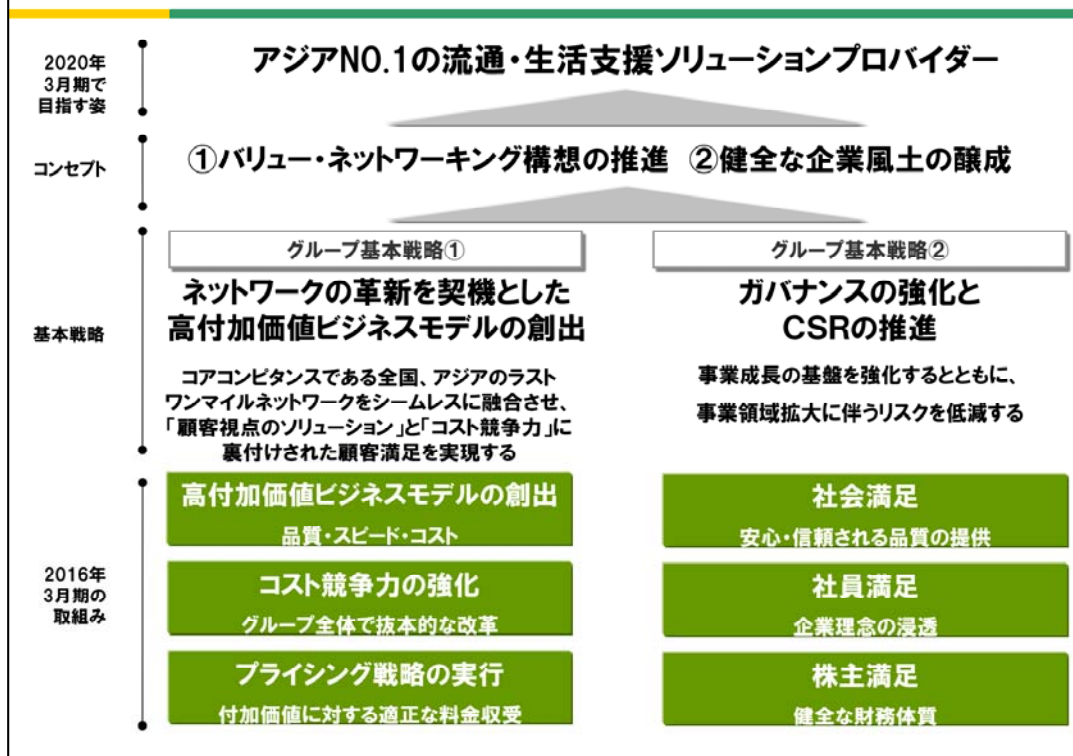 2020年
3月期で
目指す姿
アジアNO.1の流通・生活支援ソリューションプロバイダー
コンセプト
①バリュー・ネットワーキング構想の推進 ②健全な企業風土の醸成
基本戦略
グループ基本戦略①
ネットワークの革新を契機とした
高付加価値ビジネスモデルの創出
コアコンピタンスである全国、アジアのラスト
ワンマイルネットワークをシームレスに融合させ、
「顧客視点のソリューション」と「コスト競争力」に
裏付けされた顧客満足を実現する
グループ基本戦略②
ガバナンスの強化と
CSRの推進
事業成長の基盤を強化するとともに、
事業領域拡大に伴うリスクを低減する
2016年
3月期の
取組み
高付加価値ビジネスモデルの創出
品質・スピード・コスト
コスト競争力の強化
グループ全体で抜本的な改革
プライシング戦略の実行
付加価値に対する適正な料金収受
社会満足
安心・信頼される品質の提供
社員満足
企業理念の浸透
株主満足
健全な財務体質